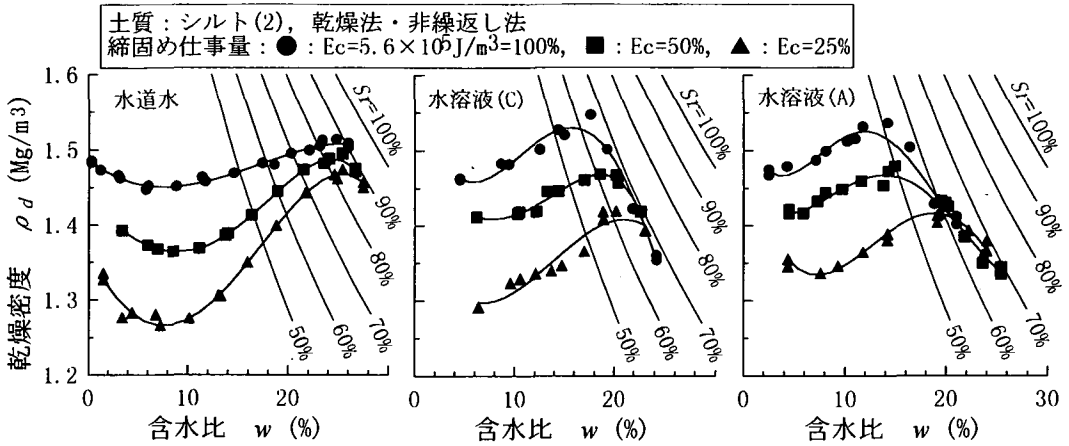 土質：シルト(2)，乾燥法・非繰返し法
締固め仕事量：●：Ec=5.6×10⁵J/m³=100%，■：Ec=50%，▲：Ec=25%
乾燥密度 ρd (Mg/m3)
1.6
1.5
1.4
1.3
1.2
水道水
Sr=100%
90%
80%
70%
60%
50%
0
10
20
含水比 w (%)
水溶液(C)
Sr=100%
90%
80%
70%
60%
50%
0
10
20
含水比 w (%)
水溶液(A)
Sr=100%
90%
80%
70%
60%
50%
0
10
20
30
含水比 w (%)